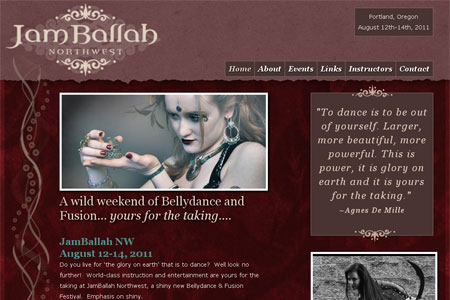 JamBallah
NORTHWEST
Portland, Oregon
August 12th-14th, 2011
Home About Events Links Instructors Contact
"To dance is to be out
of yourself. Larger,
more beautiful, more
powerful. This is
power, it is glory on
earth and it is yours
for the taking."
~Agnes De Mille
A wild weekend of Bellydance and
Fusion... yours for the taking....
JamBallah NW
August 12-14, 2011
Do you live for 'the glory on earth' that is to dance? Well look no
further! World-class instruction and entertainment are yours for the
taking at JamBallah Northwest, a shiny new Bellydance & Fusion
Festival. Emphasis on shiny.